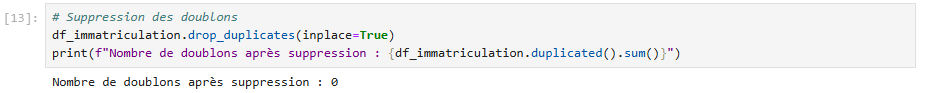 [13]:
# Suppression des doublons
df_immatriculation.drop_duplicates(inplace=True)
print(f"Nombre de doublons après suppression : {df_immatriculation.duplicated().sum()}")
Nombre de doublons après suppression : 0